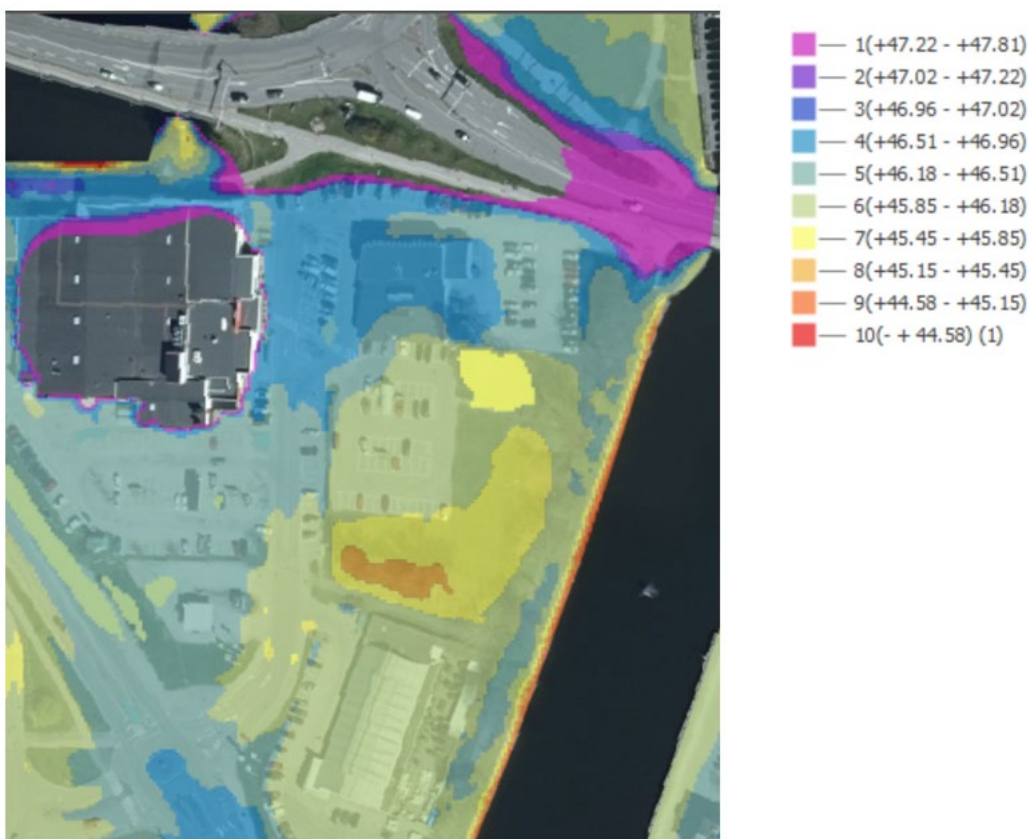 1(+47.22 - +47.81)
2(+47.02 - +47.22)
3(+46.96 - +47.02)
4(+46.51 - +46.96)
5(+46.18 - +46.51)
6(+45.85 - +46.18)
7(+45.45 - +45.85)
8(+45.15 - +45.45)
9(+44.58 - +45.15)
10(- + 44.58) (1)